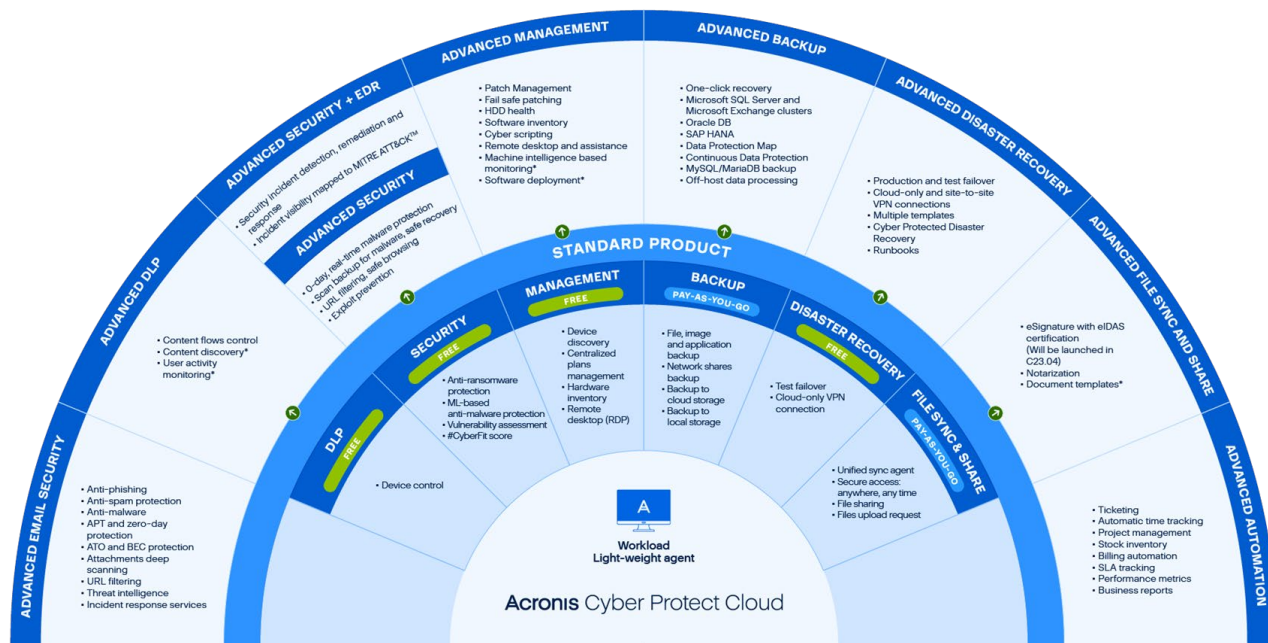 ADVANCED EMAIL SECURITY
• Anti-phishing
• Anti-spam protection
• Anti-malware
• APT and zero-day
protection
• ATO and BEC protection
• Attachments deep
scanning
• URL filtering
• Threat intelligence
• Incident response services
ADVANCED DLP
• Content flows control
• Content discovery*
• User activity
monitoring*
ADVANCED SECURITY + EDR
• Security incident detection, remediation and
response
• Incident visibility mapped to MITRE ATT&CK™
ADVANCED SECURITY
• 0-day, real-time malware protection
• Scan backup for malware, safe recovery
• URL filtering, safe browsing
• Exploit prevention
ADVANCED MANAGEMENT
• Patch Management
• Fail safe patching
• HDD health
• Software inventory
• Cyber scripting
• Remote desktop and assistance
• Machine intelligence based
monitoring*
• Software deployment*
ADVANCED BACKUP
• One-click recovery
• Microsoft SQL Server and
Microsoft Exchange clusters
• Oracle DB
• SAP HANA
• Data Protection Map
• Continuous Data Protection
• MySQL/MariaDB backup
• Off-host data processing
ADVANCED DISASTER RECOVERY
• Production and test failover
• Cloud-only and site-to-site
VPN connections
• Multiple templates
• Cyber Protected Disaster
Recovery
• Runbooks
ADVANCED FILE SYNC AND SHARE
• eSignature with eIDAS
certification
(Will be launched in
C23.04)
• Notarization
• Document templates*
ADVANCED AUTOMATION
• Ticketing
• Automatic time tracking
• Project management
• Stock inventory
• Billing automation
• SLA tracking
• Performance metrics
• Business reports
STANDARD PRODUCT
DLP
FREE
• Device control
SECURITY
FREE
• Anti-ransomware
protection
• ML-based
anti-malware protection
• Vulnerability assessment
• #CyberFit score
MANAGEMENT
FREE
• Device
discovery
• Centralized
plans
management
• Hardware
inventory
• Remote
desktop (RDP)
BACKUP
PAY-AS-YOU-GO
• File, image
and application
backup
• Network shares
backup
• Backup to
cloud storage
• Backup to
local storage
DISASTER RECOVERY
FREE
• Test failover
• Cloud-only VPN
connection
FILE SYNC & SHARE
PAY-AS-YOU-GO
• Unified sync agent
• Secure access:
anywhere, any time
• File sharing
• Files upload request
A
Workload
Light-weight agent
Acronis Cyber Protect Cloud